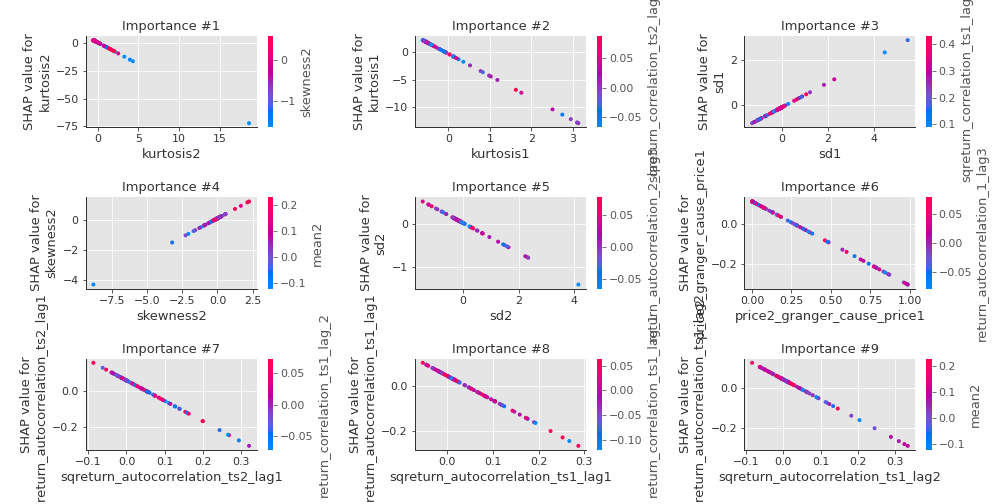 Importance #1
SHAP value for
kurtosis2
0
−25
−50
−75
0
5
10
15
kurtosis2
0
−1
skewness2
Importance #2
SHAP value for
kurtosis1
0
−5
−10
0
1
2
3
kurtosis1
0.05
0.00
−0.05
Importance #3
SHAP value for
sd1
2
0
0
2
4
sd1
0.4
0.3
0.2
0.1
Importance #4
SHAP value for
skewness2
0
−2
−4
−7.5
−5.0
−2.5
0.0
2.5
skewness2
0.2
0.1
0.0
−0.1
mean2
Importance #5
SHAP value for
sd2
0
−1
0
2
4
sd2
0.05
0.00
−0.05
Importance #6
SHAP value for
price2_granger_cause_price1
0.0
−0.2
0.00
0.25
0.50
0.75
1.00
price2_granger_cause_price1
0.05
0.00
−0.05
return_autocorrelation_1_lag3
Importance #7
SHAP value for
sqreturn_autocorrelation_ts2_lag1
0.0
−0.2
−0.1
0.0
0.1
0.2
0.3
sqreturn_autocorrelation_ts2_lag1
0.05
0.00
−0.05
return_correlation_ts1_lag_2
Importance #8
SHAP value for
sqreturn_autocorrelation_ts1_lag1
0.0
−0.2
0.0
0.1
0.2
0.3
sqreturn_autocorrelation_ts1_lag1
0.05
0.00
−0.05
−0.10
Importance #9
SHAP value for
0.0
−0.2
−0.1
0.0
0.1
0.2
0.3
sqreturn_autocorrelation_ts1_lag2
0.2
0.1
0.0
−0.1
mean2